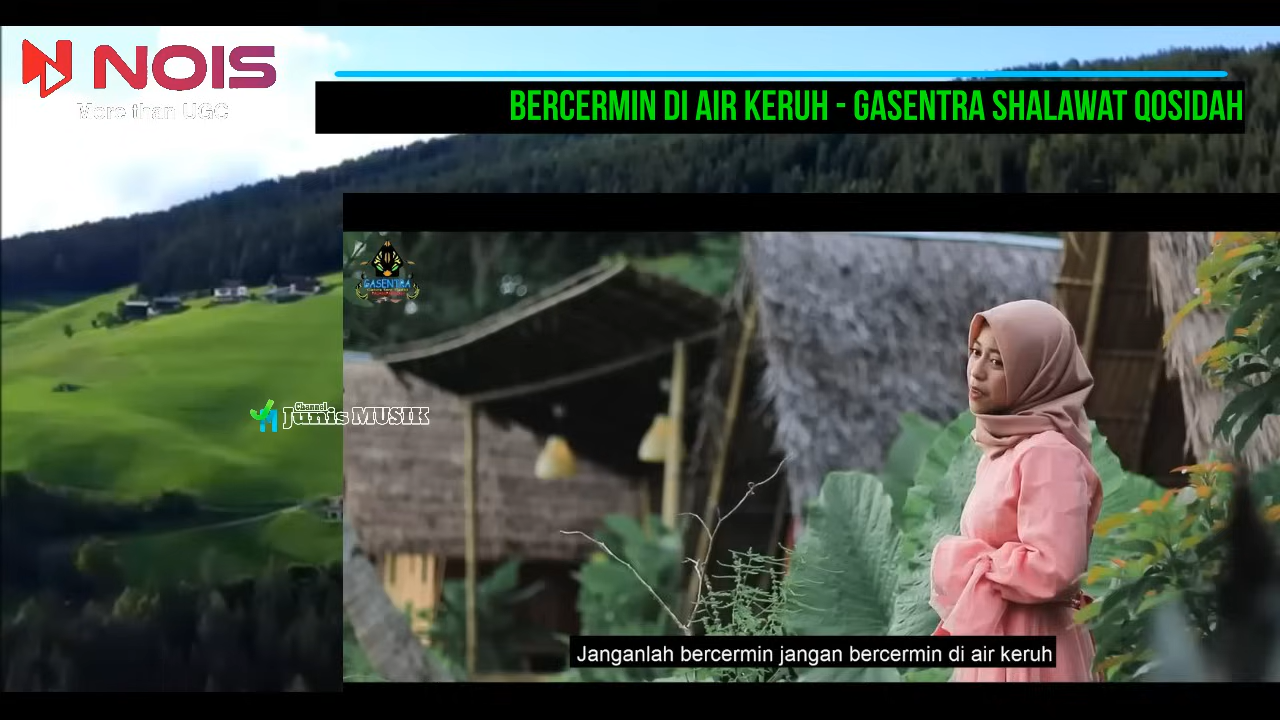 NOIS
More than UGC
BERCERMIN DI AIR KERUH - GASENTRA SHALAWAT QOSIDAH
GASENTRA
Channel
Junis MUSIK
Janganlah bercermin jangan bercermin di air keruh